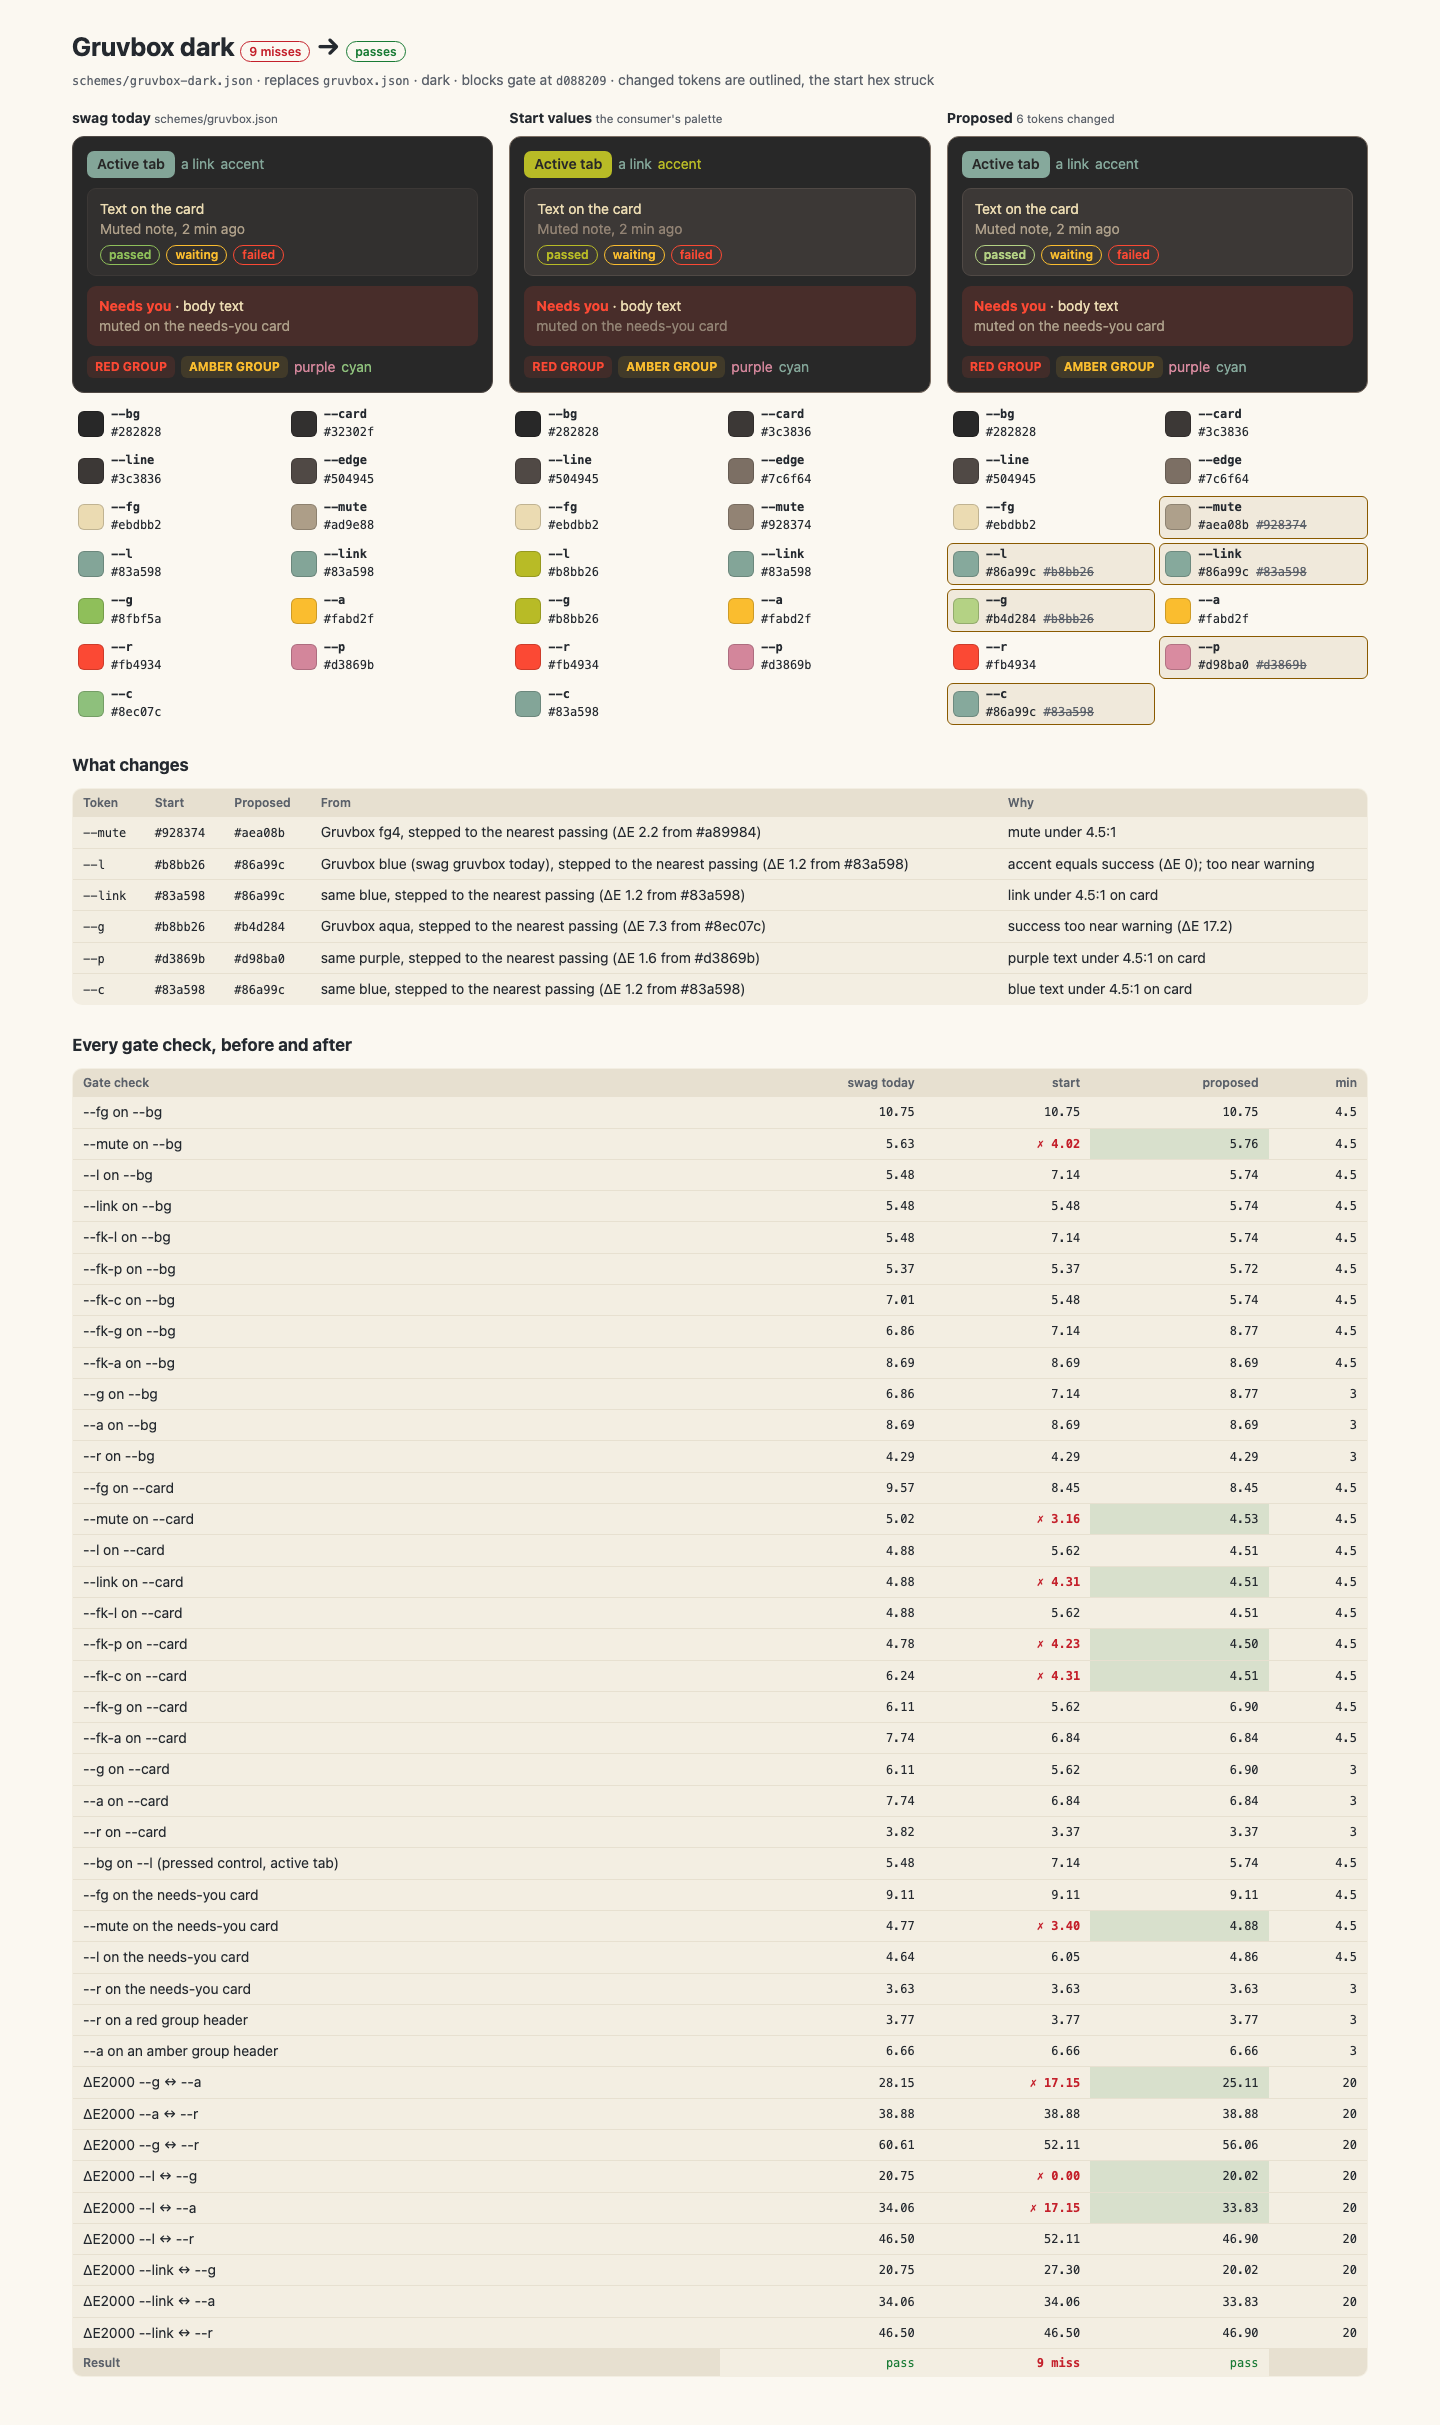 Gruvbox dark 9 misses → passes
schemes/gruvbox-dark.json · replaces gruvbox.json · dark · blocks gate at d088209 · changed tokens are outlined, the start hex struck
swag today schemes/gruvbox.json
Active tab a link accent
Text on the card
Muted note, 2 min ago
passed waiting failed
Needs you · body text
muted on the needs-you card
RED GROUP AMBER GROUP purple cyan
--bg #282828
--card #32302f
--line #3c3836
--edge #504945
--fg #ebdbb2
--mute #ad9e88
--l #83a598
--link #83a598
--g #8fbf5a
--a #fabd2f
--r #fb4934
--p #d3869b
--c #8ec07c
Start values the consumer's palette
Active tab a link accent
Text on the card
Muted note, 2 min ago
passed waiting failed
Needs you · body text
muted on the needs-you card
RED GROUP AMBER GROUP purple cyan
--bg #282828
--card #3c3836
--line #504945
--edge #7c6f64
--fg #ebdbb2
--mute #928374
--l #b8bb26
--link #83a598
--g #b8bb26
--a #fabd2f
--r #fb4934
--p #d3869b
--c #83a598
Proposed 6 tokens changed
Active tab a link accent
Text on the card
Muted note, 2 min ago
passed waiting failed
Needs you · body text
muted on the needs-you card
RED GROUP AMBER GROUP purple cyan
--bg #282828
--card #3c3836
--line #504945
--edge #7c6f64
--fg #ebdbb2
--mute #aea08b #928374
--l #86a99c #b8bb26
--link #86a99c #83a598
--g #b4d284 #b8bb26
--a #fabd2f
--r #fb4934
--p #d98ba0 #d3869b
--c #86a99c #83a598
What changes
Token Start Proposed From Why
--mute #928374 #aea08b Gruvbox fg4, stepped to the nearest passing (ΔE 2.2 from #a89984) mute under 4.5:1
--l #b8bb26 #86a99c Gruvbox blue (swag gruvbox today), stepped to the nearest passing (ΔE 1.2 from #83a598) accent equals success (ΔE 0); too near warning
--link #83a598 #86a99c same blue, stepped to the nearest passing (ΔE 1.2 from #83a598) link under 4.5:1 on card
--g #b8bb26 #b4d284 Gruvbox aqua, stepped to the nearest passing (ΔE 7.3 from #8ec07c) success too near warning (ΔE 17.2)
--p #d3869b #d98ba0 same purple, stepped to the nearest passing (ΔE 1.6 from #d3869b) purple text under 4.5:1 on card
--c #83a598 #86a99c same blue, stepped to the nearest passing (ΔE 1.2 from #83a598) blue text under 4.5:1 on card
Every gate check, before and after
Gate check swag today start proposed min
--fg on --bg 10.75 10.75 10.75 4.5
--mute on --bg 5.63 ✗ 4.02 5.76 4.5
--l on --bg 5.48 7.14 5.74 4.5
--link on --bg 5.48 5.48 5.74 4.5
--fk-l on --bg 5.48 7.14 5.74 4.5
--fk-p on --bg 5.37 5.37 5.72 4.5
--fk-c on --bg 7.01 5.48 5.74 4.5
--fk-g on --bg 6.86 7.14 8.77 4.5
--fk-a on --bg 8.69 8.69 8.69 4.5
--g on --bg 6.86 7.14 8.77 3
--a on --bg 8.69 8.69 8.69 3
--r on --bg 4.29 4.29 4.29 3
--fg on --card 9.57 8.45 8.45 4.5
--mute on --card 5.02 ✗ 3.16 4.53 4.5
--l on --card 4.88 5.62 4.51 4.5
--link on --card 4.88 ✗ 4.31 4.51 4.5
--fk-l on --card 4.88 5.62 4.51 4.5
--fk-p on --card 4.78 ✗ 4.23 4.50 4.5
--fk-c on --card 6.24 ✗ 4.31 4.51 4.5
--fk-g on --card 6.11 5.62 6.90 4.5
--fk-a on --card 7.74 6.84 6.84 4.5
--g on --card 6.11 5.62 6.90 3
--a on --card 7.74 6.84 6.84 3
--r on --card 3.82 3.37 3.37 3
--bg on --l (pressed control, active tab) 5.48 7.14 5.74 4.5
--fg on the needs-you card 9.11 9.11 9.11 4.5
--mute on the needs-you card 4.77 ✗ 3.40 4.88 4.5
--l on the needs-you card 4.64 6.05 4.86 4.5
--r on the needs-you card 3.63 3.63 3.63 3
--r on a red group header 3.77 3.77 3.77 3
--a on an amber group header 6.66 6.66 6.66 3
ΔE2000 --g ↔ --a 28.15 ✗ 17.15 25.11 20
ΔE2000 --a ↔ --r 38.88 38.88 38.88 20
ΔE2000 --g ↔ --r 60.61 52.11 56.06 20
ΔE2000 --l ↔ --g 20.75 ✗ 0.00 20.02 20
ΔE2000 --l ↔ --a 34.06 ✗ 17.15 33.83 20
ΔE2000 --l ↔ --r 46.50 52.11 46.90 20
ΔE2000 --link ↔ --g 20.75 27.30 20.02 20
ΔE2000 --link ↔ --a 34.06 34.06 33.83 20
ΔE2000 --link ↔ --r 46.50 46.50 46.90 20
Result pass 9 miss pass